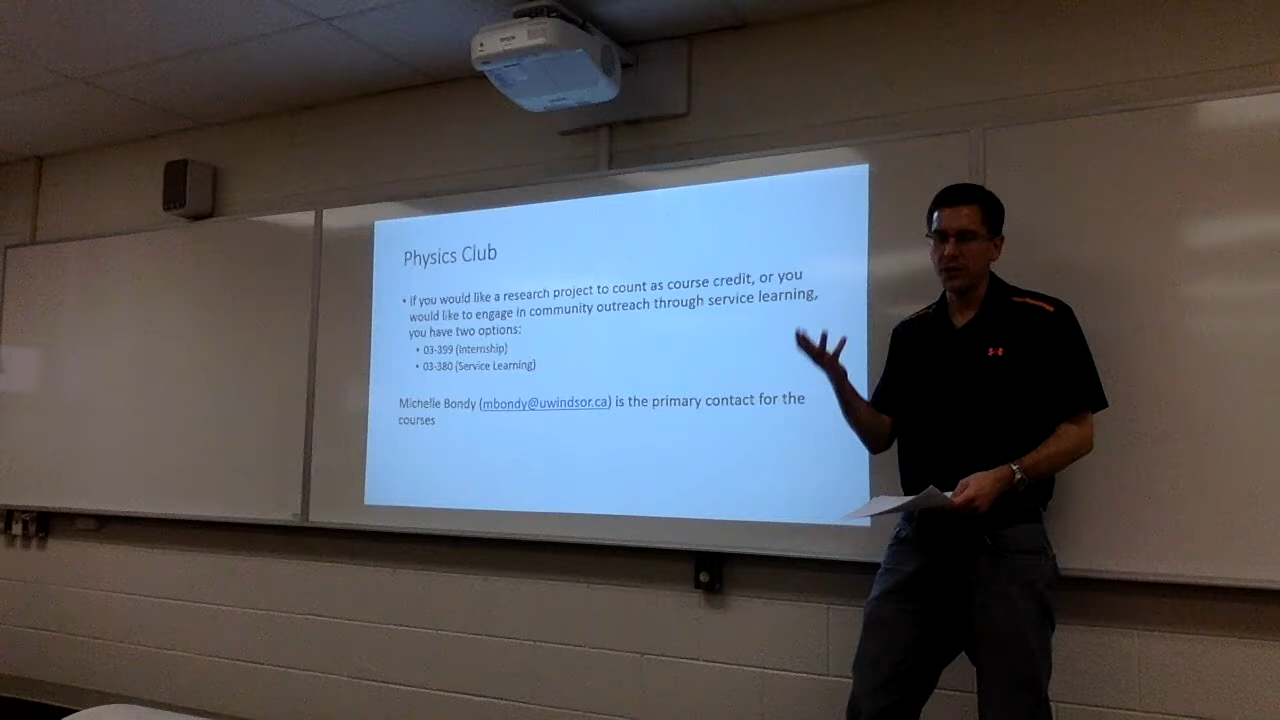 EPSON
Physics Club
• If you would like a research project to count as course credit, or you
would like to engage in community outreach through service learning,
you have two options:
• 03-399 (Internship)
• 03-380 (Service Learning)
Michelle Bondy (mbondy@uwindsor.ca) is the primary contact for the
courses